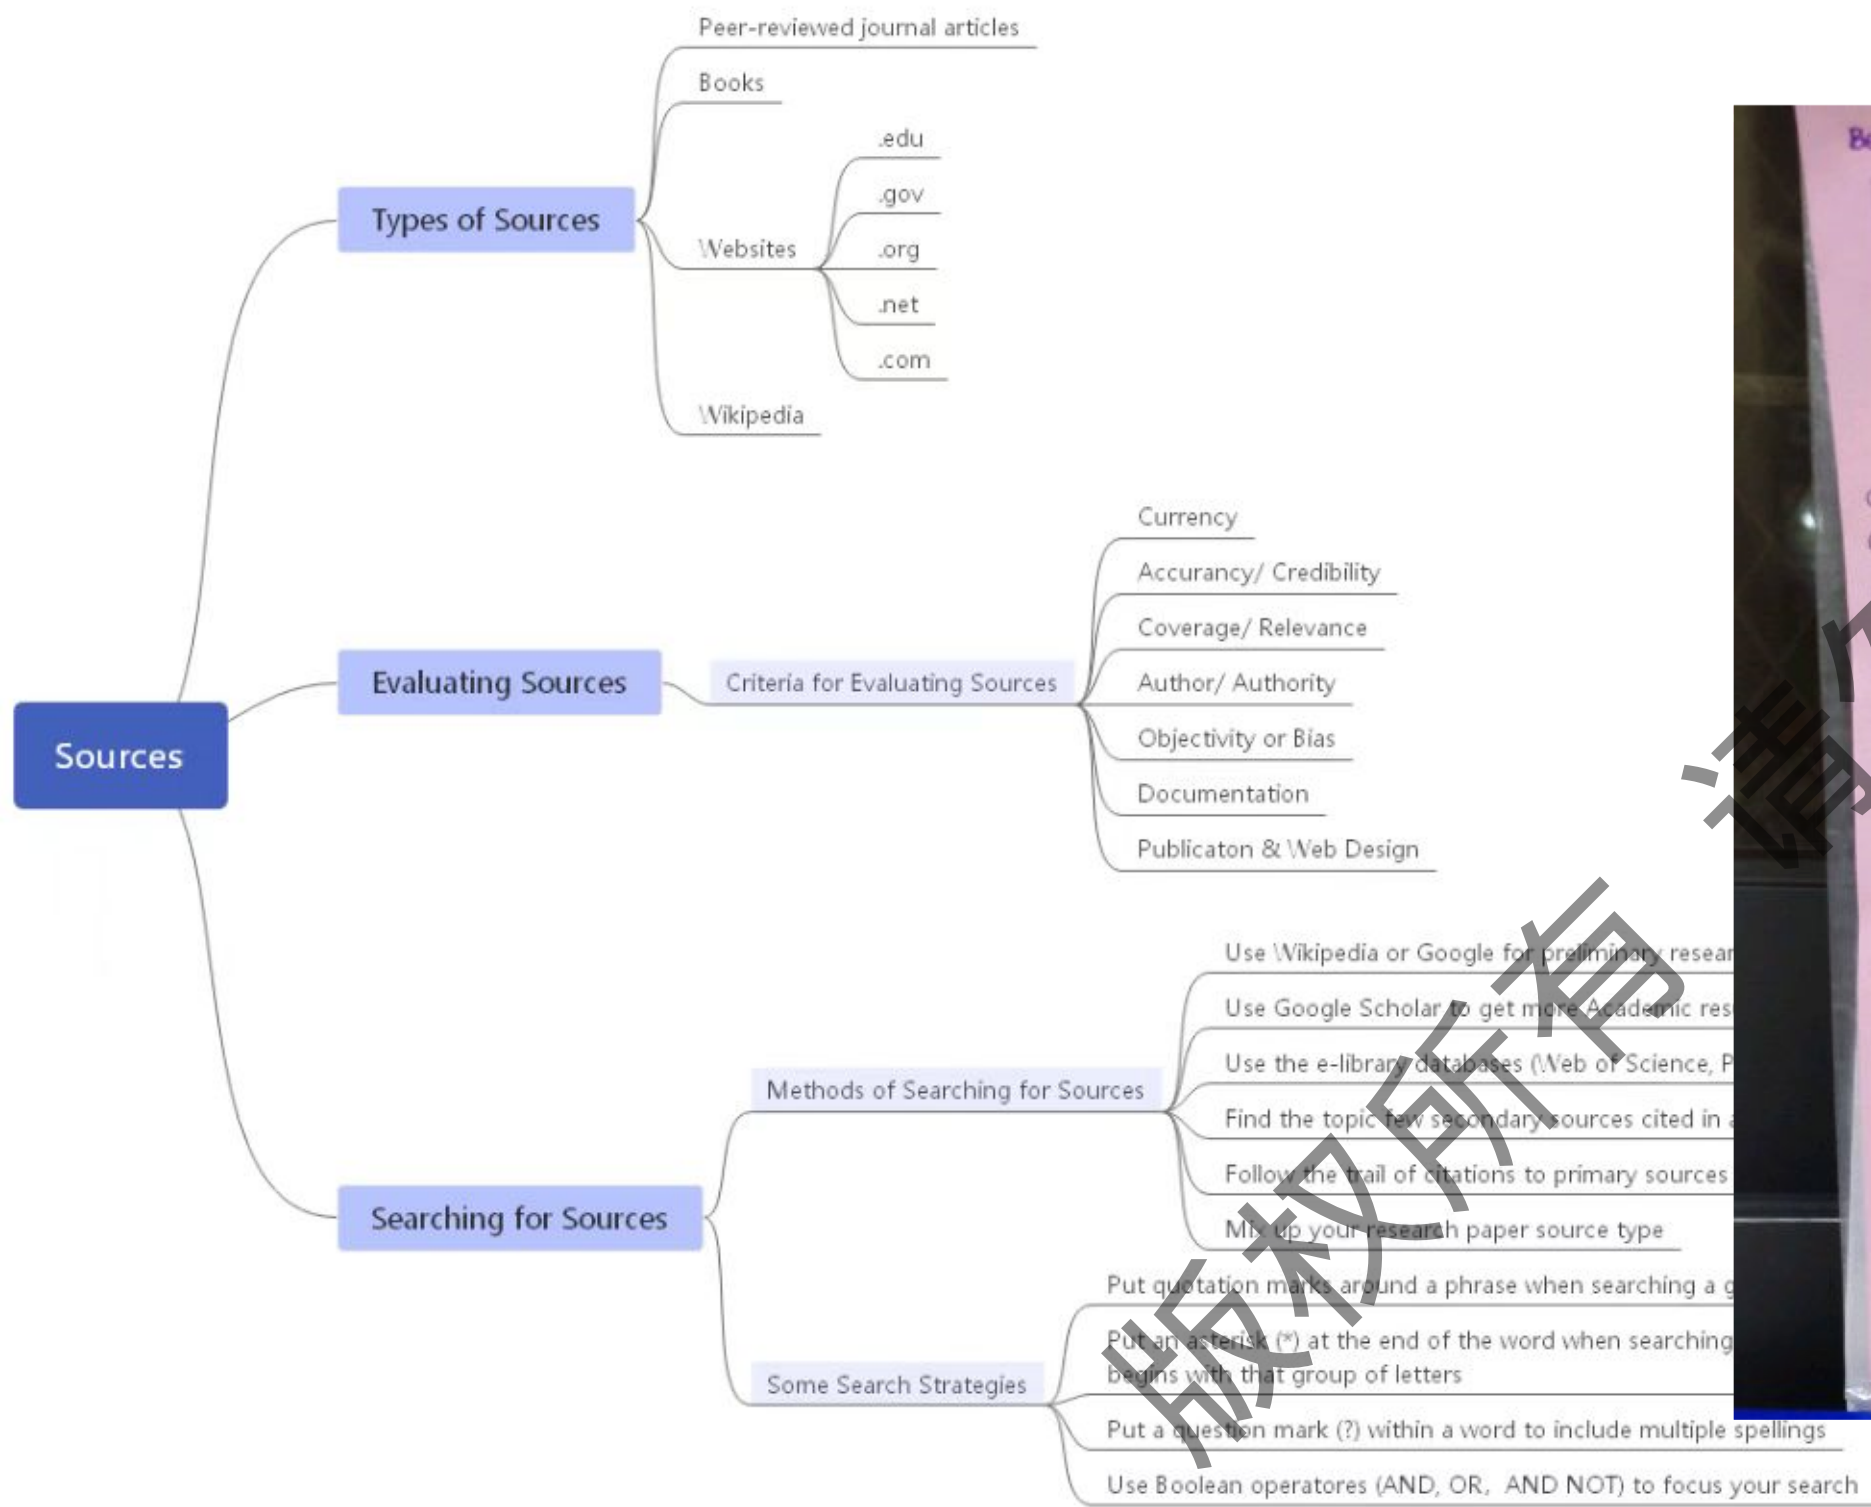 Peer-reviewed journal articles
Books
.edu
.gov
Types of Sources
Websites
.org
.net
.com
Wikipedia
Currency
Accurancy/ Credibility
Coverage/ Relevance
Evaluating Sources
Criteria for Evaluating Sources
Author/ Authority
Objectivity or Bias
Sources
Documentation
Publicaton & Web Design
Use Wikipedia or Google for preliminary resear
Use Google Scholar to get more Academic res
Use the e-library databases (Web of Science, P
Methods of Searching for Sources
Find the topic few secondary sources cited in a
Follow the trail of citations to primary sources
Searching for Sources
Mix up your research paper source type
Put quotation marks around a phrase when searching a g
Put an asterisk (*) at the end of the word when searching
begins with that group of letters
Some Search Strategies
Put a question mark (?) within a word to include multiple spellings
Use Boolean operatores (AND, OR, AND NOT) to focus your search
版权所有 请